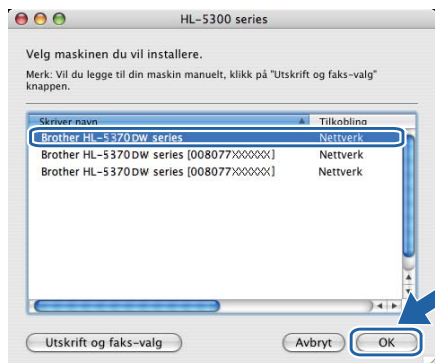 HL-5300 series
Velg maskinen du vil installere.
Merk: Vil du legge til din maskin manuelt, klikk på "Utskrift og faks-valg"
knappen.
Skriver navn Tilkobling
Brother HL-5370DW series Nettverk
Brother HL-5370DW series [008077XXXXXX] Nettverk
Brother HL-5370DW series [008077XXXXXX] Nettverk
Utskrift og faks-valg Avbryt OK